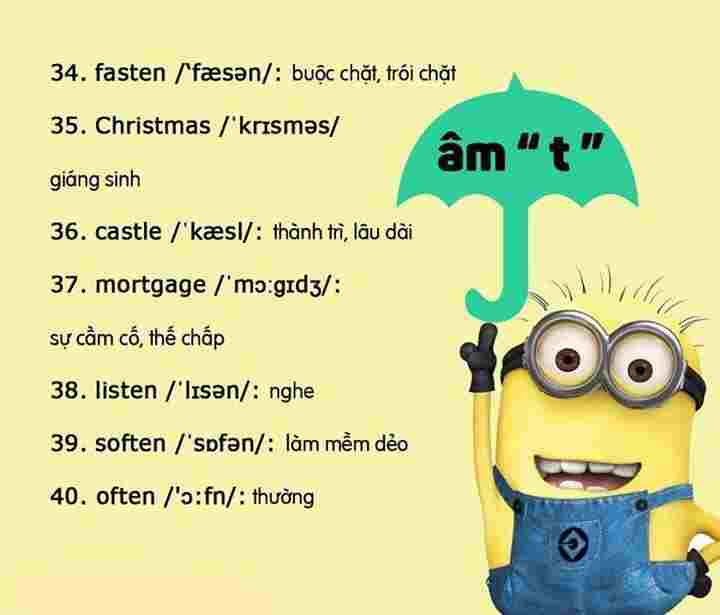 34. fasten /'fæsən/: buộc chặt, trói chặt
35. Christmas /ˈkrɪsməs/
giáng sinh
36. castle /ˈkæsl/: thành trì, lâu dài
37. mortgage /ˈmɔːgɪdʒ/:
sự cầm cố, thế chấp
38. listen /ˈlɪsən/: nghe
39. soften /ˈsɒfən/: làm mềm dẻo
40. often /'ɔ:fn/: thường
âm "t"